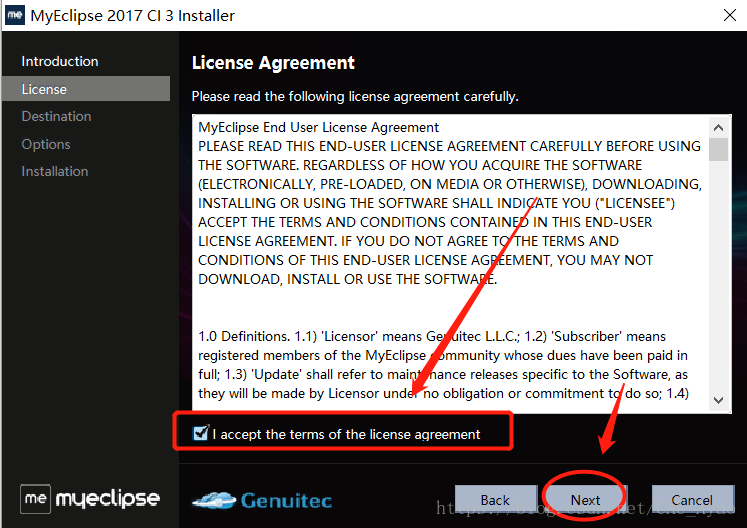 MyEclipse 2017 CI 3 Installer
Introduction
License
Destination
Options
Installation
License Agreement
Please read the following license agreement carefully.
MyEclipse End User License Agreement
PLEASE READ THIS END-USER LICENSE AGREEMENT CAREFULLY BEFORE USING
THE SOFTWARE. REGARDLESS OF HOW YOU ACQUIRE THE SOFTWARE
(ELECTRONICALLY, PRE-LOADED, ON MEDIA OR OTHERWISE), DOWNLOADING,
INSTALLING OR USING THE SOFTWARE SHALL INDICATE YOU ("LICENSEE")
ACCEPT THE TERMS AND CONDITIONS CONTAINED IN THIS END-USER
LICENSE AGREEMENT. IF YOU DO NOT AGREE TO THE TERMS AND
CONDITIONS OF THIS END-USER LICENSE AGREEMENT, YOU MAY NOT
DOWNLOAD, INSTALL OR USE THE SOFTWARE.
1.0 Definitions. 1.1) 'Licensor' means Genuitec L.L.C.; 1.2) 'Subscriber' means
registered members of the MyEclipse community whose dues have been paid in
full; 1.3) 'Update' shall refer to maintenance releases specific to the Software, as
they will be made by Licensor under no obligation or commitment to do so; 1.4)
I accept the terms of the license agreement
me myeclipse
Genuitec
Back
Next
Cancel